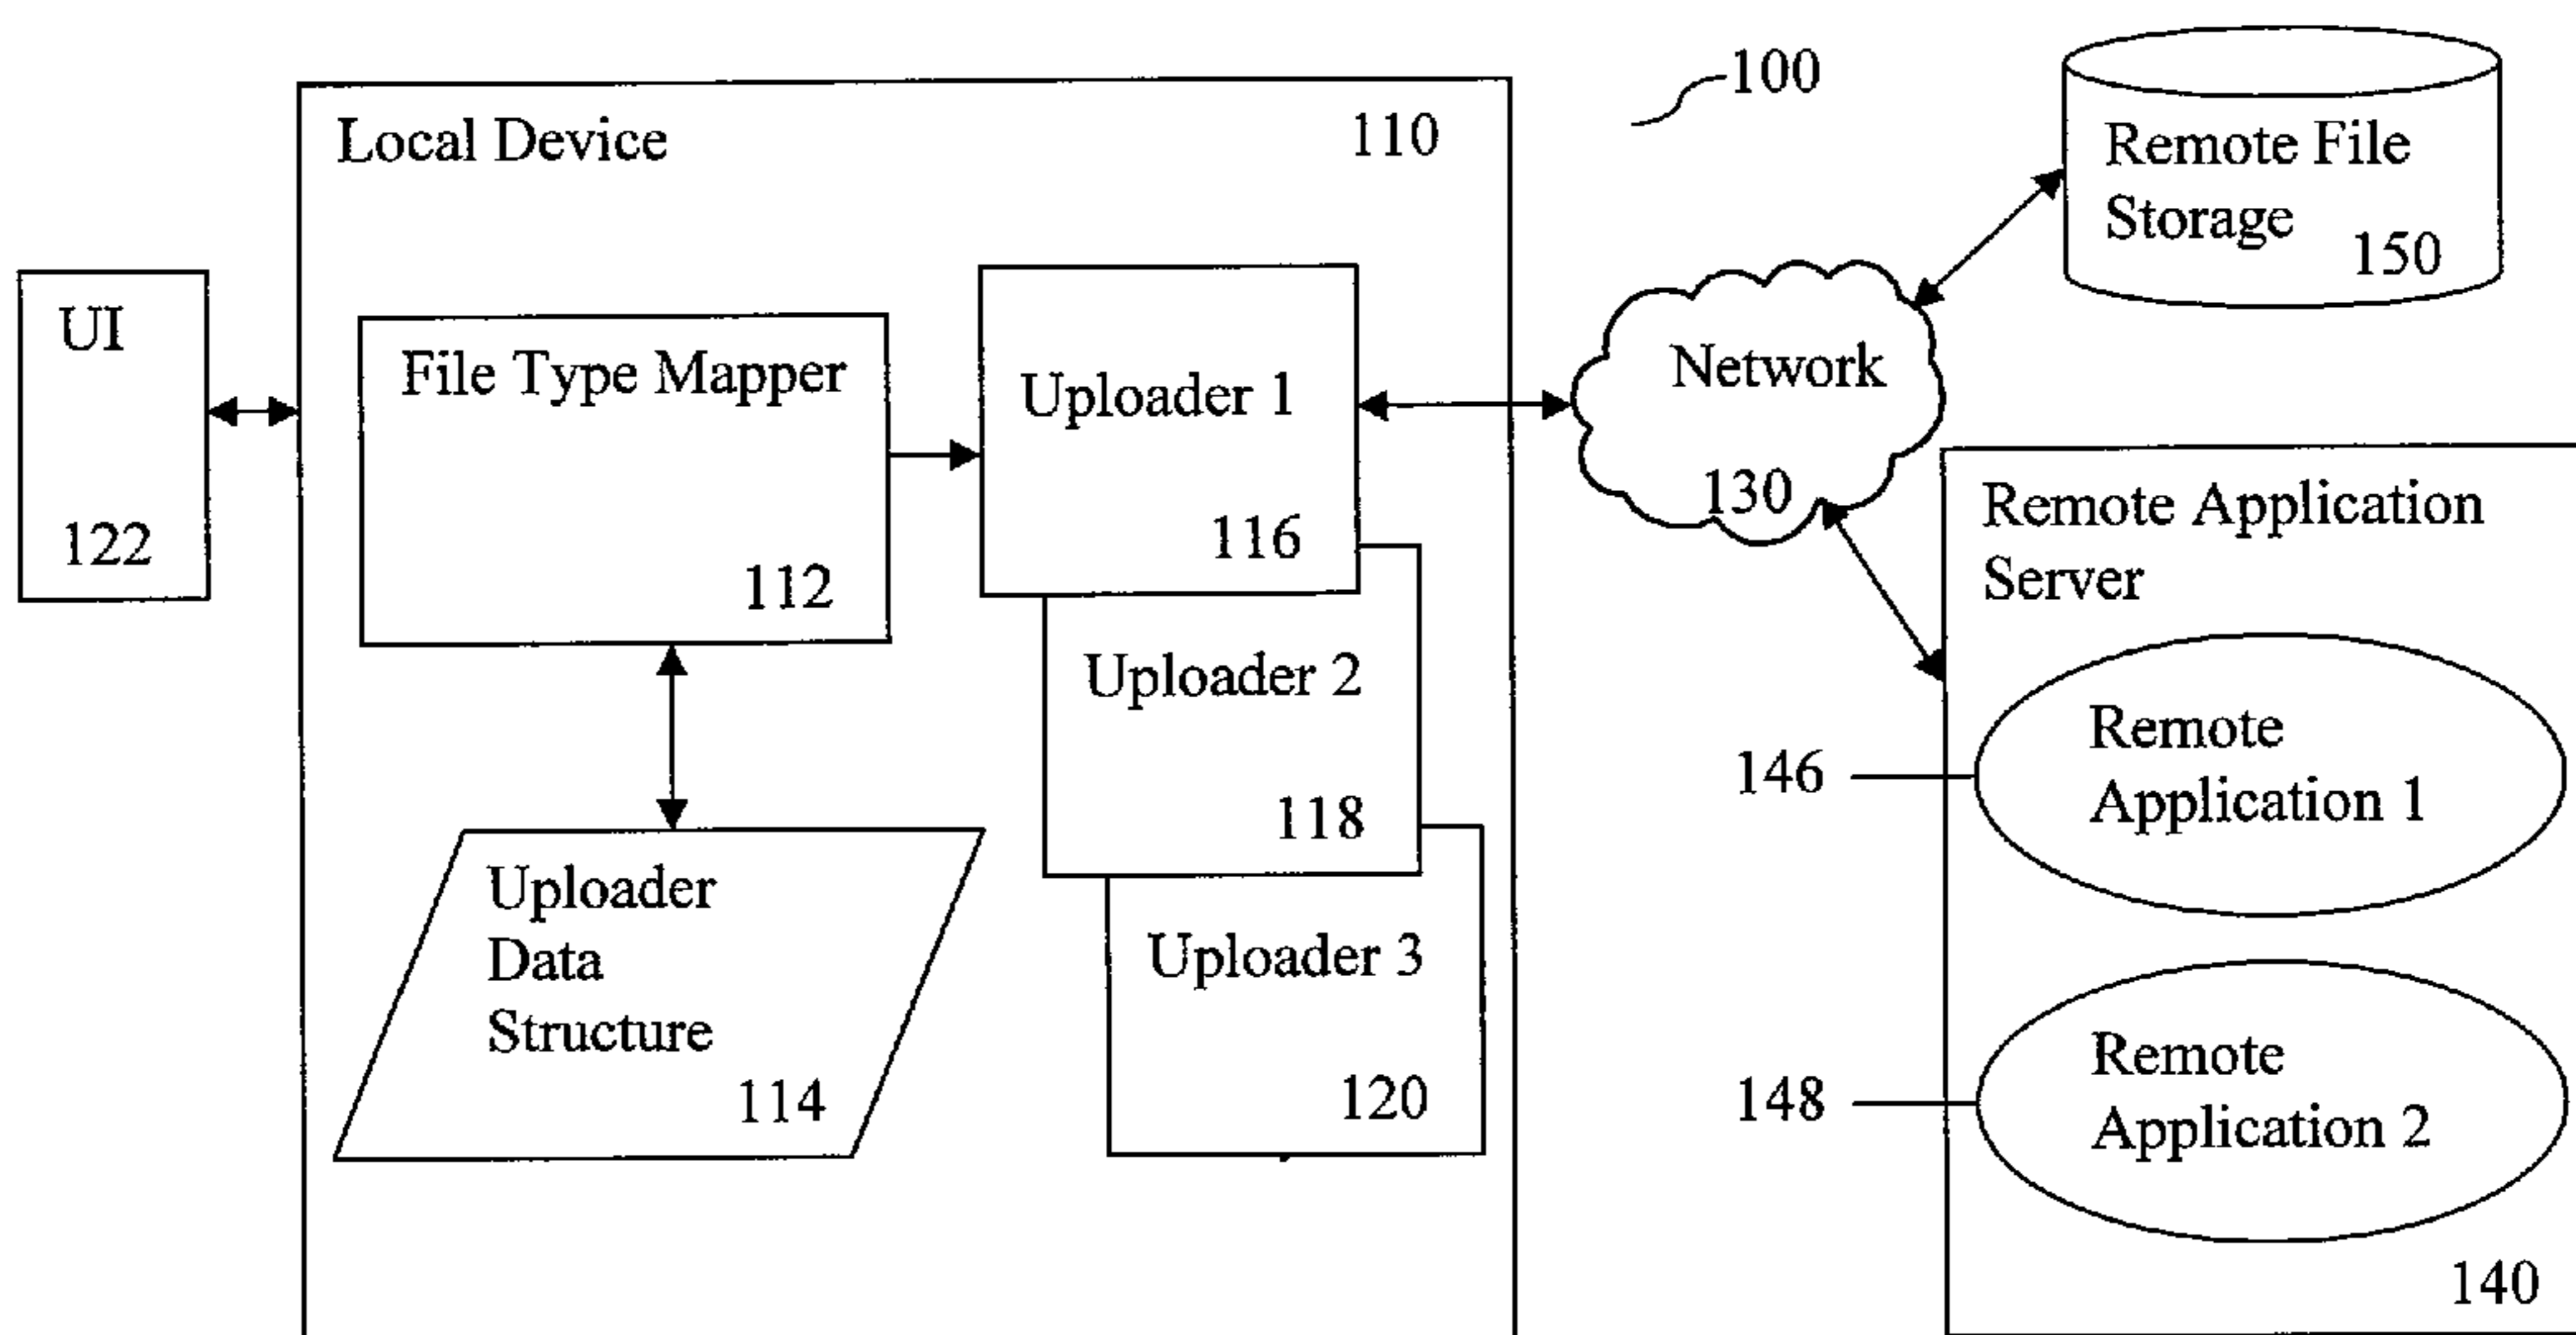 100
Local Device
110
Remote File
Storage
150
UI
122
File Type Mapper
112
Uploader 1
116
Network
130
Uploader 2
118
Uploader
Data
Structure
114
Uploader 3
120
Remote Application
Server
146
Remote
Application 1
148
Remote
Application 2
140